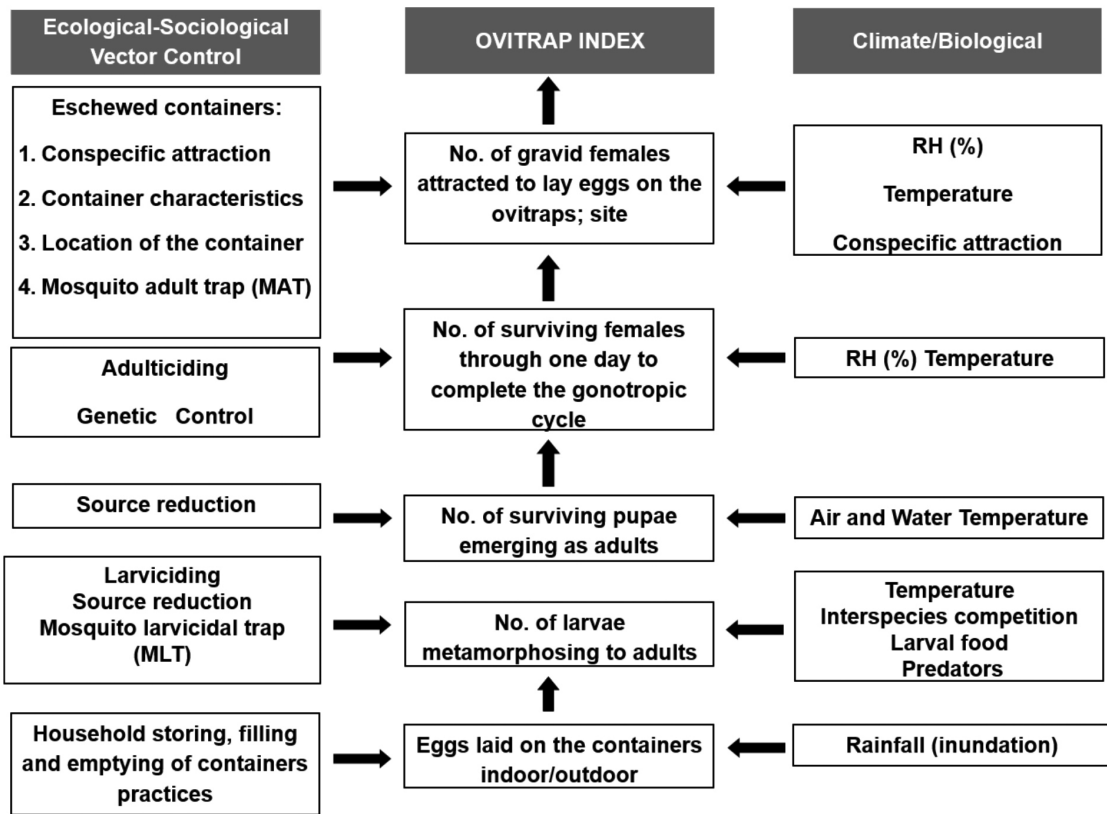 Ecological-Sociological
Vector Control
Eschewed containers:
1. Conspecific attraction
2. Container characteristics
3. Location of the container
4. Mosquito adult trap (MAT)
Adulticiding
Genetic Control
Source reduction
Larviciding
Source reduction
Mosquito larvicidal trap
(MLT)
Household storing, filling
and emptying of containers
practices
OVITRAP INDEX
No. of gravid females
attracted to lay eggs on the
ovitraps; site
No. of surviving females
through one day to
complete the gonotropic
cycle
No. of surviving pupae
emerging as adults
No. of larvae
metamorphosing to adults
Eggs laid on the containers
indoor/outdoor
Climate/Biological
RH (%)
Temperature
Conspecific attraction
RH (%) Temperature
Air and Water Temperature
Temperature
Interspecies competition
Larval food
Predators
Rainfall (inundation)